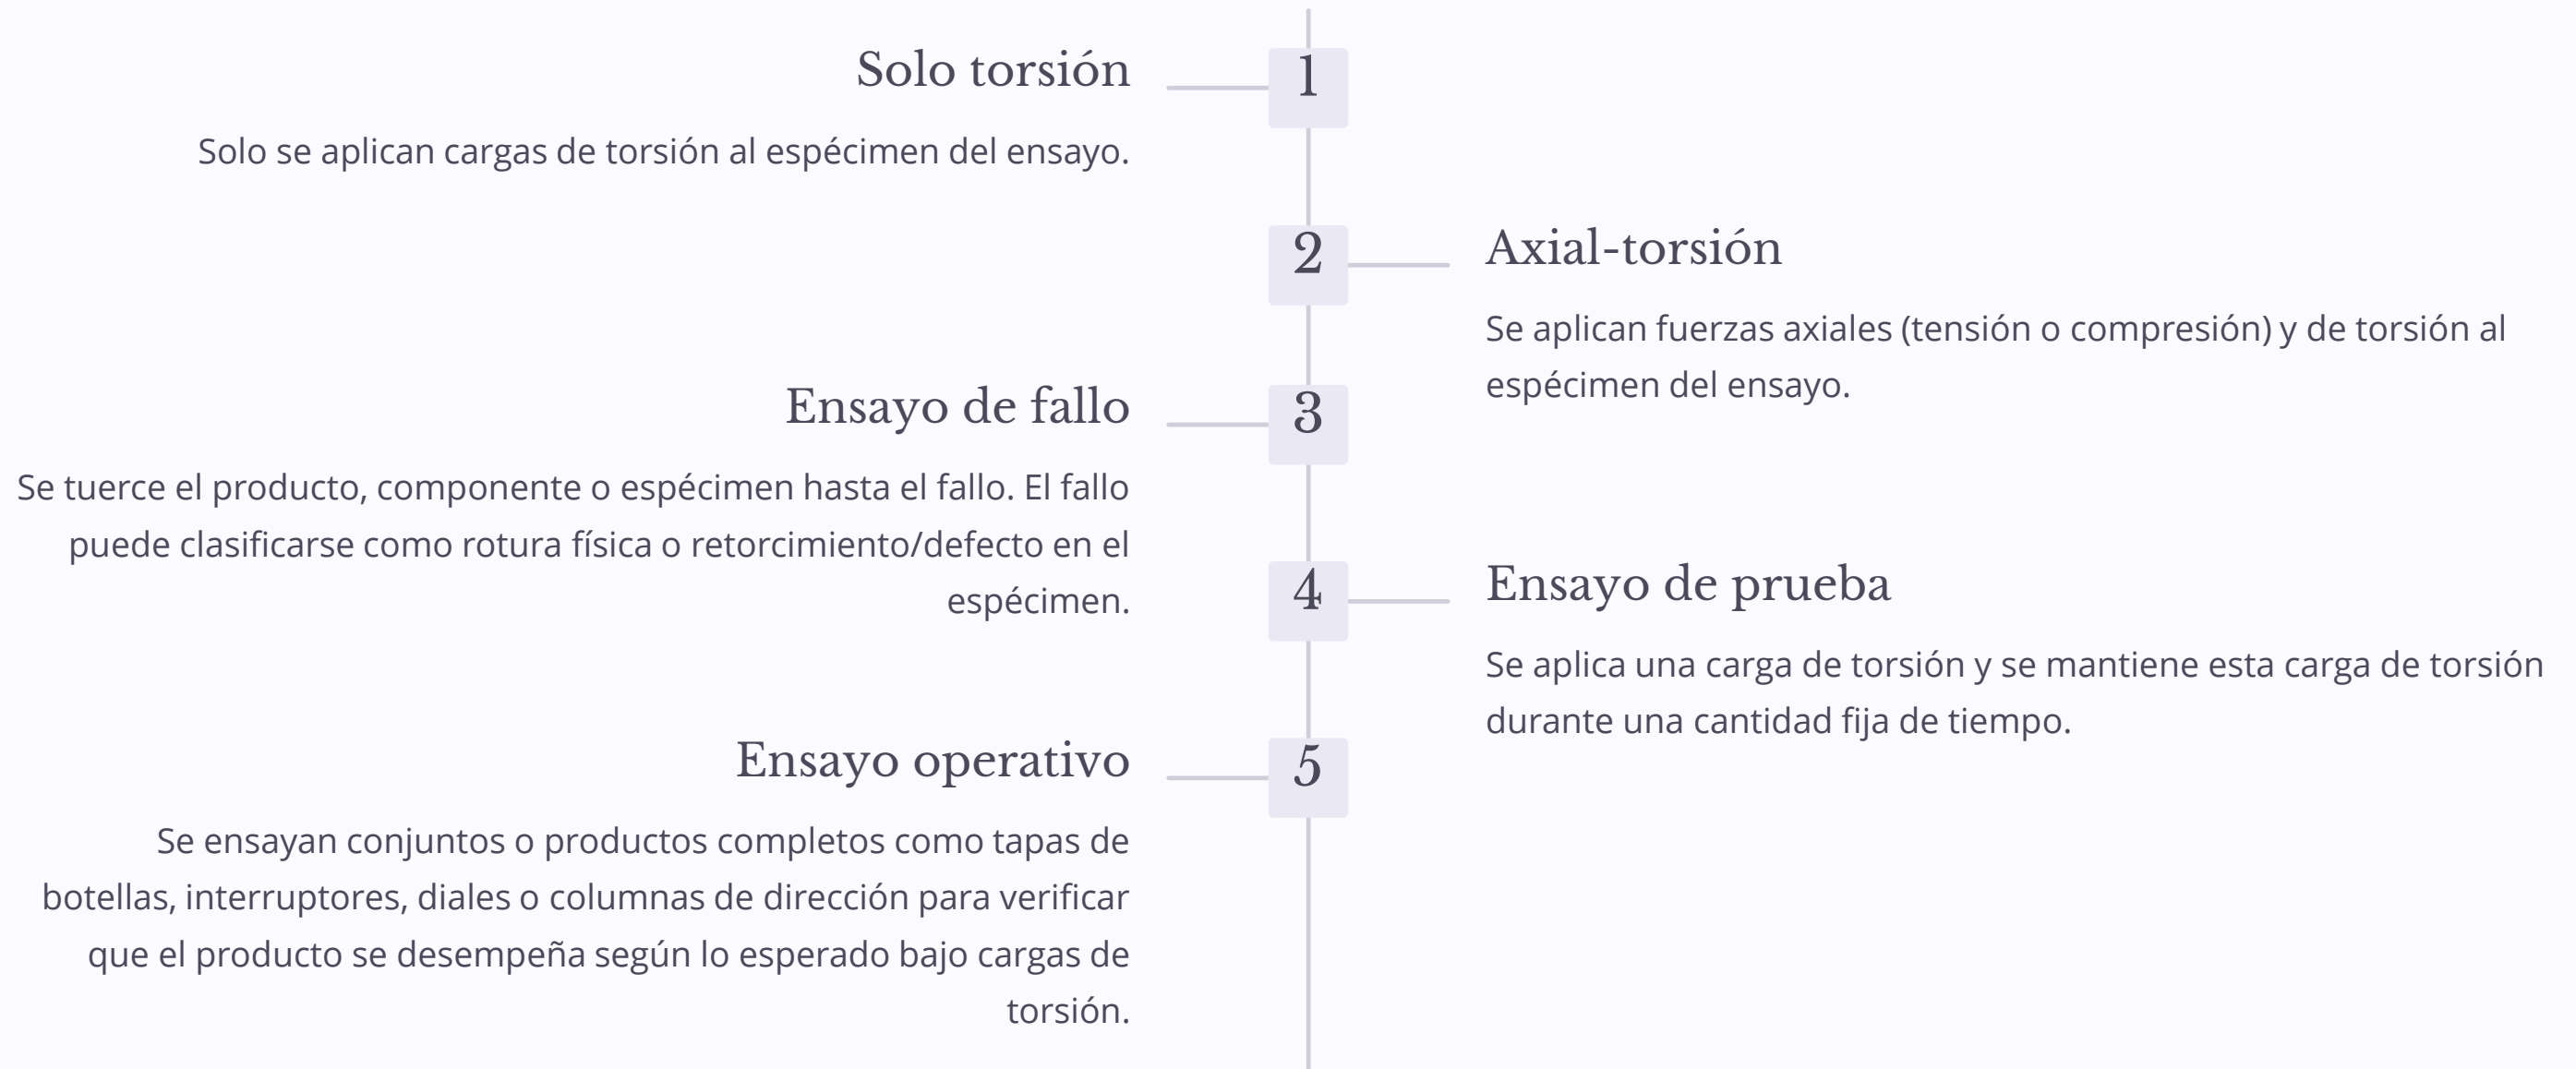 1
Solo torsión
Solo se aplican cargas de torsión al espécimen del ensayo.
2
Axial-torsión
Se aplican fuerzas axiales (tensión o compresión) y de torsión al
espécimen del ensayo.
3
Ensayo de fallo
Se tuerce el producto, componente o espécimen hasta el fallo. El fallo
puede clasificarse como rotura física o retorcimiento/defecto en el
espécimen.
4
Ensayo de prueba
Se aplica una carga de torsión y se mantiene esta carga de torsión
durante una cantidad fija de tiempo.
5
Ensayo operativo
Se ensayan conjuntos o productos completos como tapas de
botellas, interruptores, diales o columnas de dirección para verificar
que el producto se desempeña según lo esperado bajo cargas de
torsión.